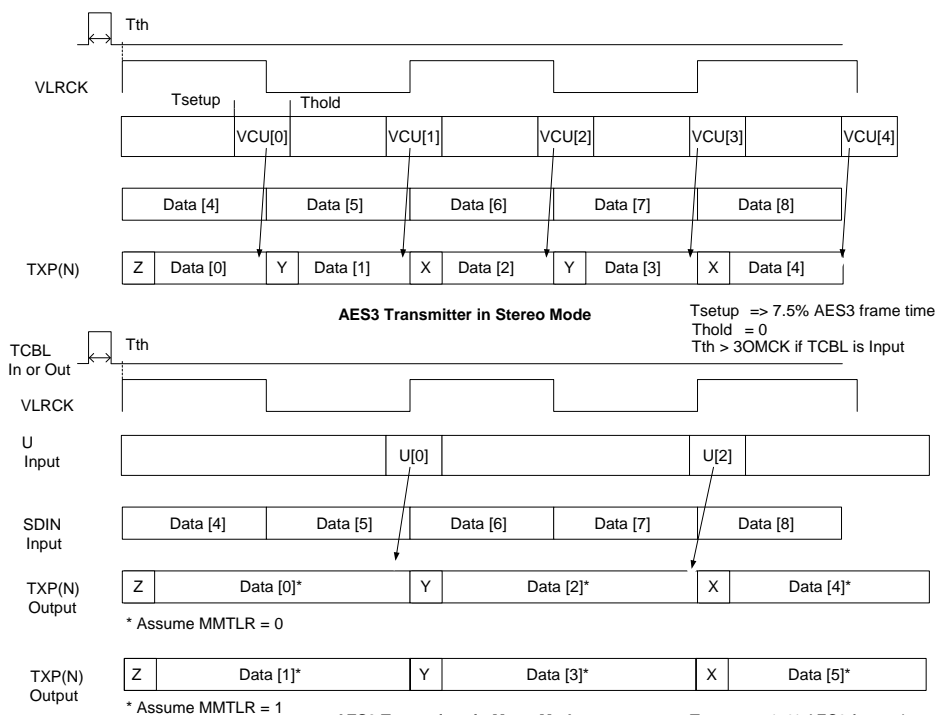 Tth
VLRCK
Tsetup Thold
VCU[0] VCU[1] VCU[2] VCU[3] VCU[4]
Data [4] Data [5] Data [6] Data [7] Data [8]
TXP(N) Z Data [0] Y Data [1] X Data [2] Y Data [3] X Data [4]
AES3 Transmitter in Stereo Mode
Tsetup => 7.5% AES3 frame time
Thold = 0
Tth > 3OMCK if TCBL is Input
TCBL
In or Out
Tth
VLRCK
U
Input
U[0] U[2]
SDIN
Input
Data [4] Data [5] Data [6] Data [7] Data [8]
TXP(N)
Output
Z Data [0]* Y Data [2]* X Data [4]*
* Assume MMTLR = 0
TXP(N)
Output
Z Data [1]* Y Data [3]* X Data [5]*
* Assume MMTLR = 1